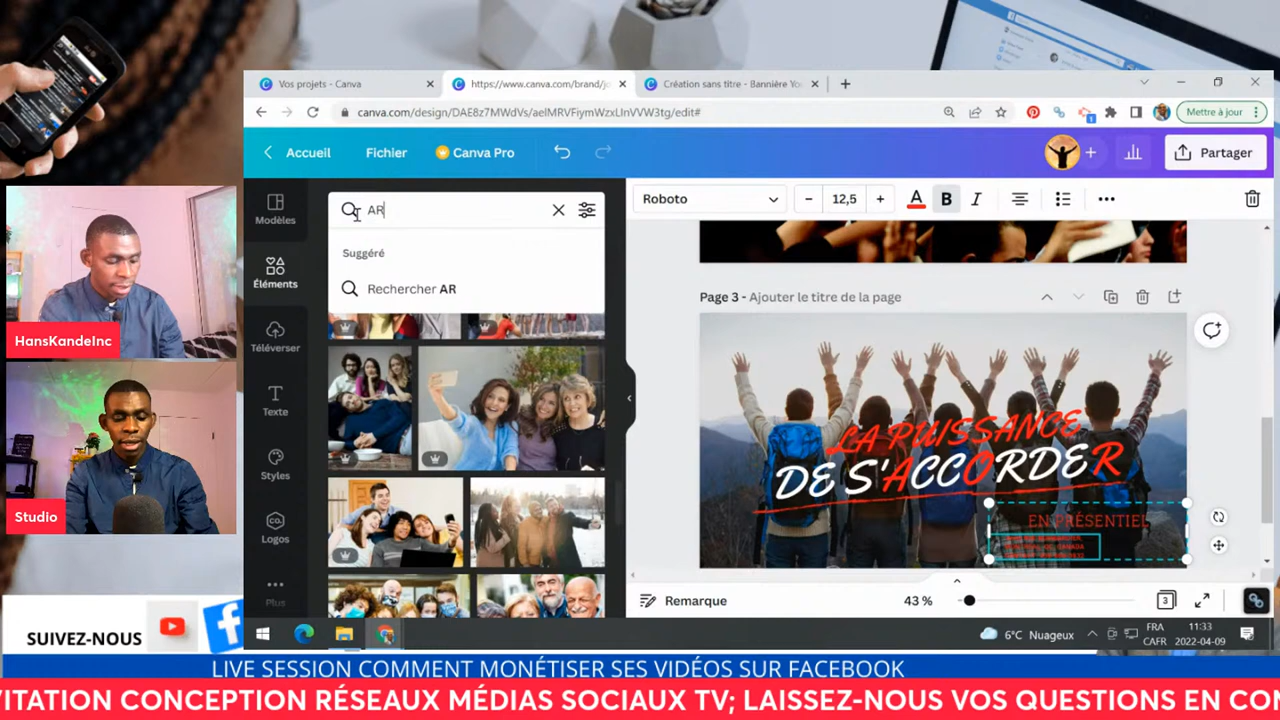 Vos projets - Canva
https://www.canva.com/brand/jo
Création sans titre - Bannière Yo
canva.com/design/DAE8z7MWdVs/aelMRVFiymWzxLlnVVW3tg/edit#
Mettre à jour
Accueil
Fichier
Canva Pro
Partager
Modèles
Éléments
Téléverser
Texte
Styles
Logos
Plus
AR
Suggéré
Rechercher AR
Roboto
12,5
A
B
I
Page 3 - Ajouter le titre de la page
LA PUISSANCE
DE S'ACCORDER
EN PRÉSENTIEL
CANADA
Remarque
43 %
3
6°C Nuageux
FRA
CAFR
11:33
2022-04-09
HansKandeInc
Studio
SUIVEZ-NOUS
LIVE SESSION COMMENT MONÉTISER SES VIDÉOS SUR FACEBOOK
VITATION CONCEPTION RÉSEAUX MÉDIAS SOCIAUX TV; LAISSEZ-NOUS VOS QUESTIONS EN CO